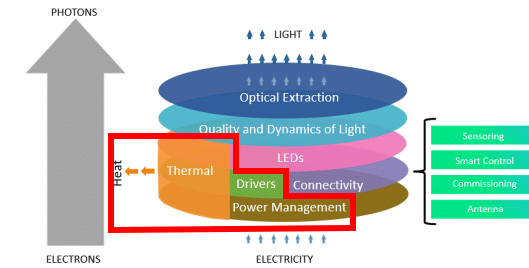 PHOTONS
LIGHT
Optical Extraction
Quality and Dynamics of Light
LEDs
Heat
Thermal
Drivers
Connectivity
Power Management
Sensoring
Smart Control
Commissioning
Antenna
ELECTRONS
ELECTRICITY